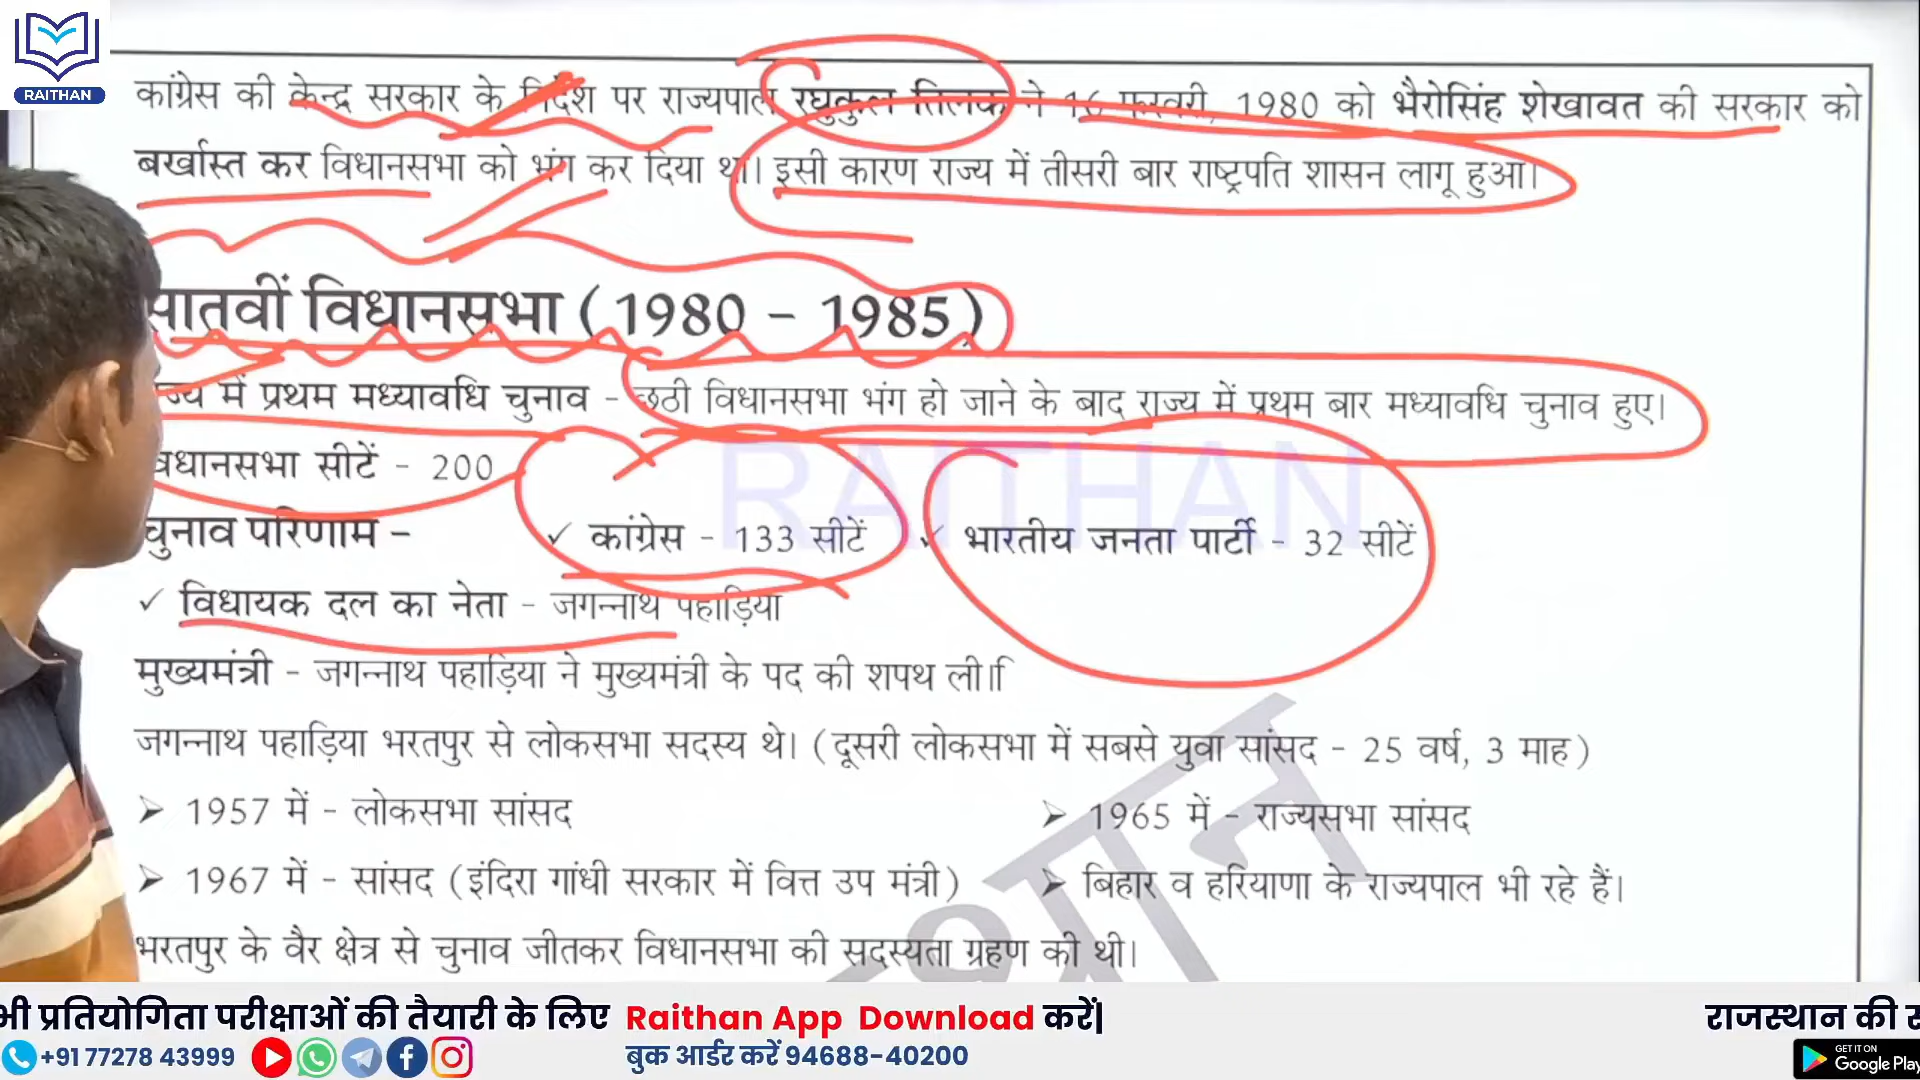 RAITHAN
कांग्रेस की केन्द्र सरकार के निर्देश पर राज्यपाल रघुकुल तिलक ने 16 फरवरी, 1980 को भैरोसिंह शेखावत की सरकार को
बर्खास्त कर विधानसभा को भंग कर दिया था। इसी कारण राज्य में तीसरी बार राष्ट्रपति शासन लागू हुआ।
सातवीं विधानसभा ( 1980 - 1985 )
में प्रथम मध्यावधि चुनाव - छठी विधानसभा भंग हो जाने के बाद राज्य में प्रथम बार मध्यावधि चुनाव हुए।
विधानसभा सीटें - 200
चुनाव परिणाम - ✓ कांग्रेस - 133 सीटें ✓ भारतीय जनता पार्टी - 32 सीटें
✓ विधायक दल का नेता - जगन्नाथ पहाड़िया
मुख्यमंत्री - जगन्नाथ पहाड़िया ने मुख्यमंत्री के पद की शपथ ली।
जगन्नाथ पहाड़िया भरतपुर से लोकसभा सदस्य थे। (दूसरी लोकसभा में सबसे युवा सांसद - 25 वर्ष, 3 माह)
➢ 1957 में - लोकसभा सांसद ➢ 1965 में - राज्यसभा सांसद
➢ 1967 में - सांसद (इंदिरा गांधी सरकार में वित्त उप मंत्री) ➢ बिहार व हरियाणा के राज्यपाल भी रहे हैं।
भरतपुर के वैर क्षेत्र से चुनाव जीतकर विधानसभा की सदस्यता ग्रहण की थी।
RAITHAN
प्रतियोगिता परीक्षाओं की तैयारी के लिए Raithan App Download करें| राजस्थान की
+91 77278 43999 बुक आर्डर करें 94688-40200
GET IT ON
Google Play